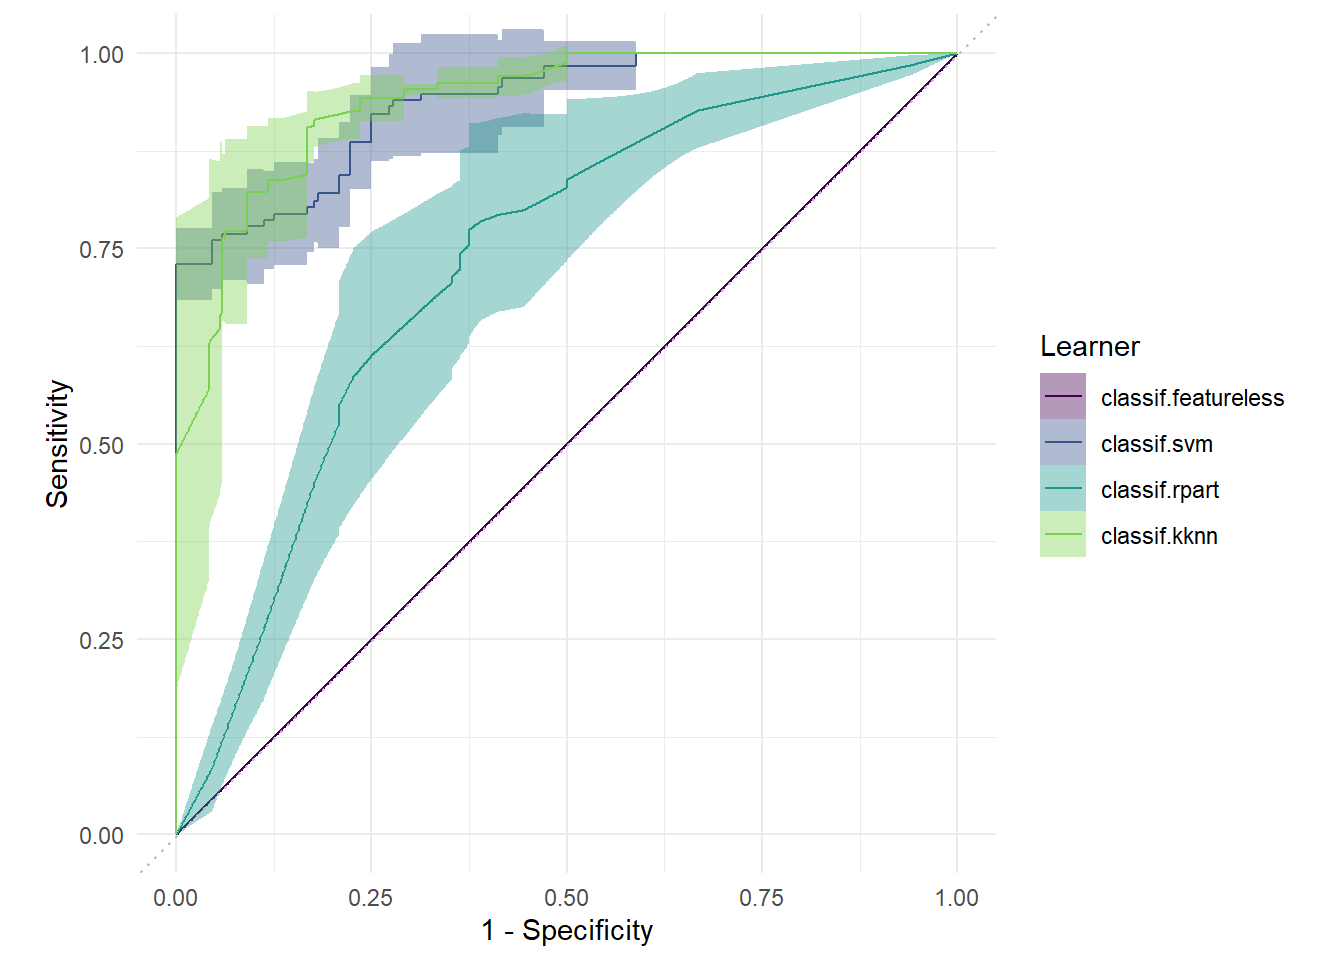 1.00
0.75
0.50
0.25
0.00
Sensitivity
0.00 0.25 0.50 0.75 1.00
1 - Specificity
Learner
classif.featureless
classif.svm
classif.rpart
classif.kknn